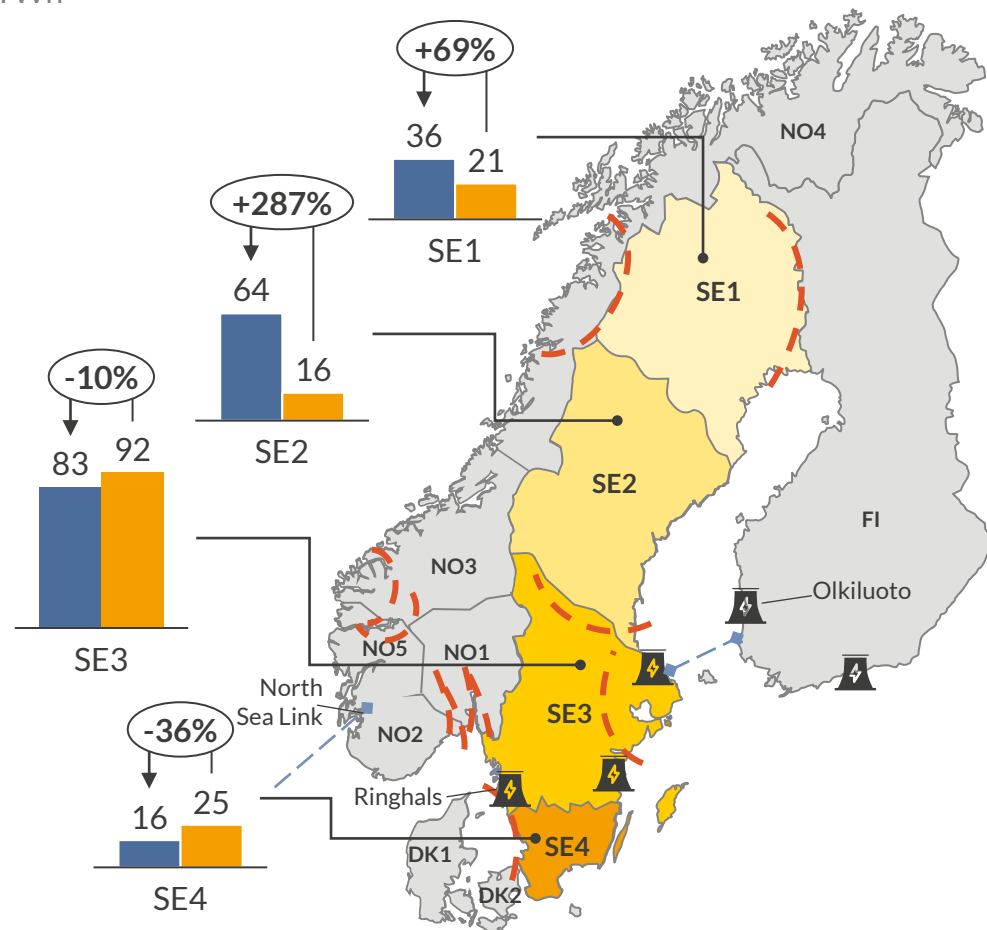 +69%
36
21
SE1
NO4
+287%
64
16
SE2
SE1
-10%
83
92
SE3
SE2
FI
NO3
Olkiluoto
NO5
NO1
North
Sea Link
NO2
SE3
-36%
16
25
SE4
Ringhals
DK1
SE4
DK2